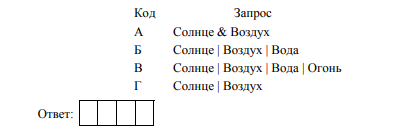 Код Запрос
А Солнце & Воздух
Б Солнце | Воздух | Вода
В Солнце | Воздух | Вода | Огонь
Г Солнце | Воздух
Ответ: